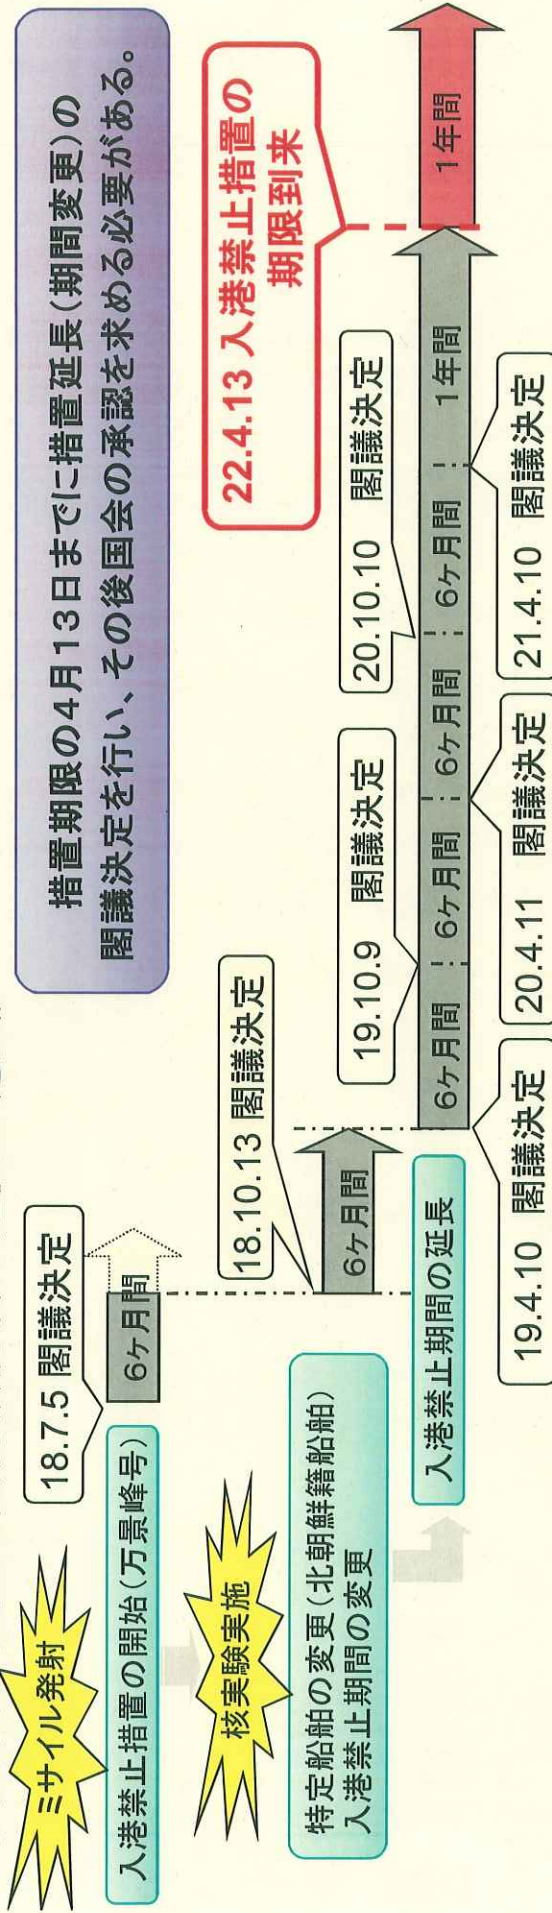 措置期限の4月13日までに措置延長(期間変更)の
閣議決定を行い、その後国会の承認を求める必要がある。
ミサイル発射
18.7.5 閣議決定
入港禁止措置の開始(万景峰号)
6ヶ月間
核実験実施
18.10.13 閣議決定
特定船舶の変更(北朝鮮籍船舶)
入港禁止期間の変更
6ヶ月間
22.4.13 入港禁止措置の
期限到来
19.10.9 閣議決定
20.10.10 閣議決定
入港禁止期間の延長
6ヶ月間
6ヶ月間
6ヶ月間
6ヶ月間
1年間
1年間
19.4.10 閣議決定
20.4.11 閣議決定
21.4.10 閣議決定